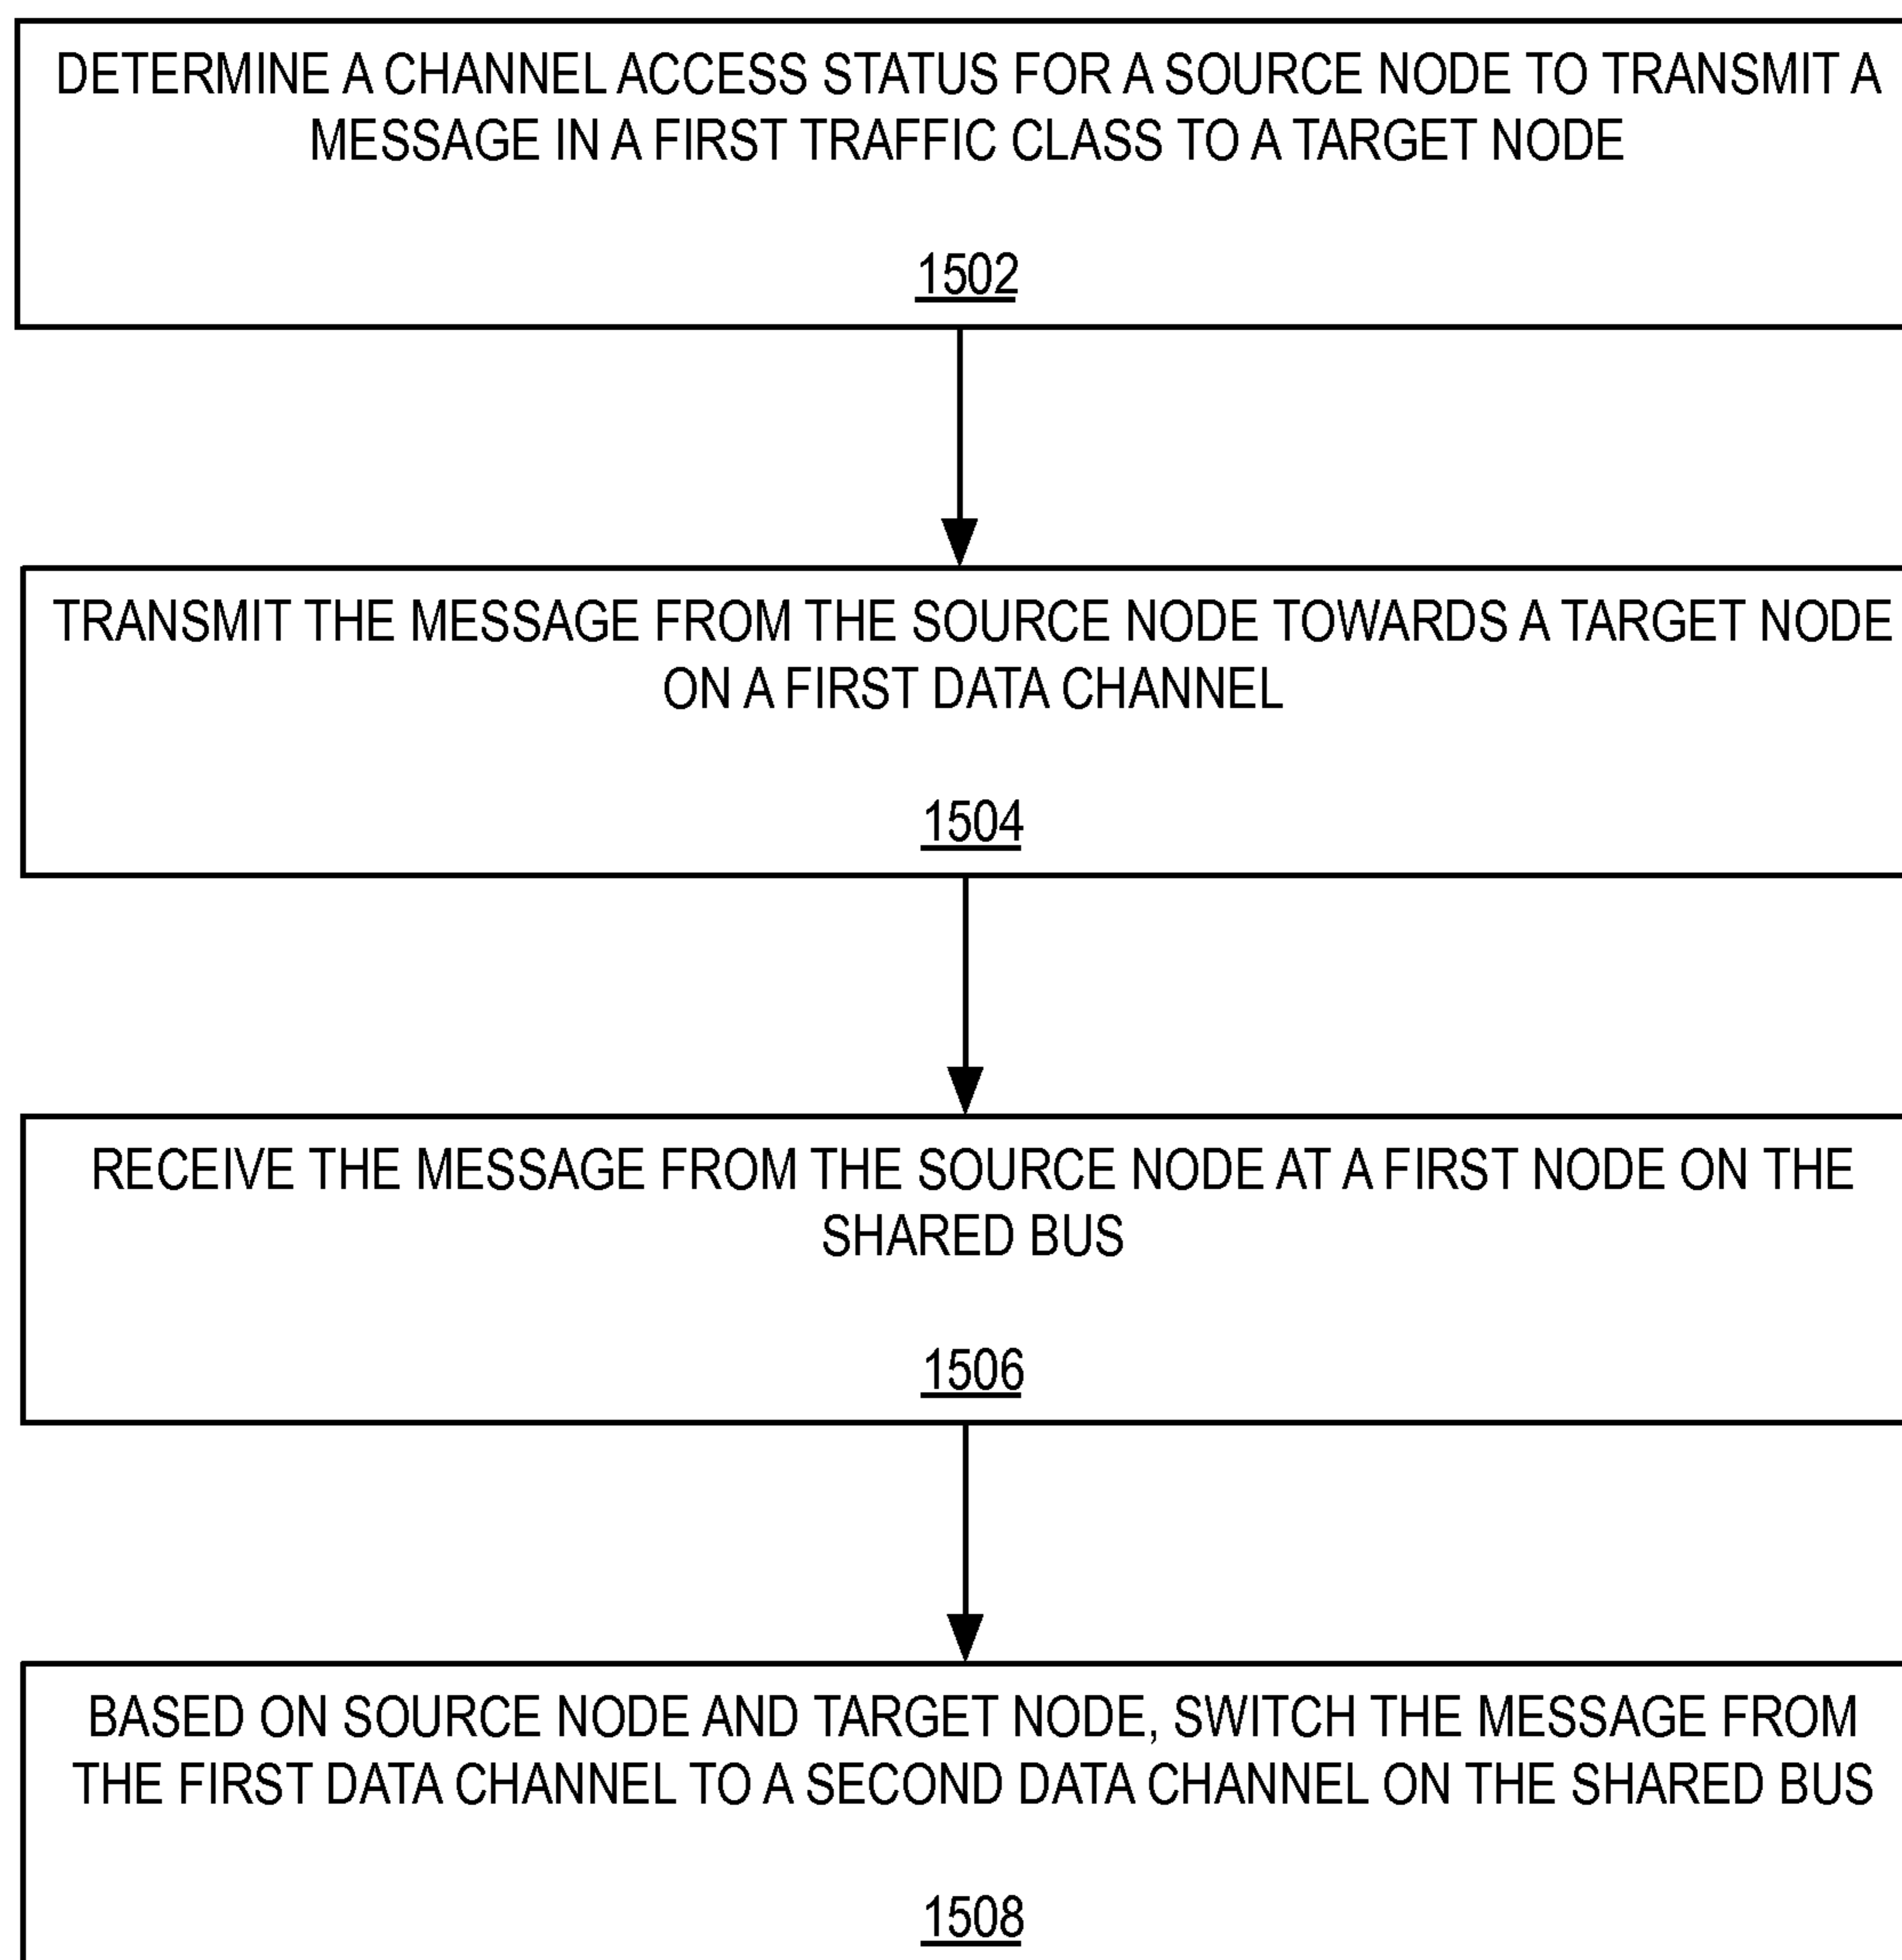 DETERMINE A CHANNEL ACCESS STATUS FOR A SOURCE NODE TO TRANSMIT A
MESSAGE IN A FIRST TRAFFIC CLASS TO A TARGET NODE
1502
TRANSMIT THE MESSAGE FROM THE SOURCE NODE TOWARDS A TARGET NODE
ON A FIRST DATA CHANNEL
1504
RECEIVE THE MESSAGE FROM THE SOURCE NODE AT A FIRST NODE ON THE
SHARED BUS
1506
BASED ON SOURCE NODE AND TARGET NODE, SWITCH THE MESSAGE FROM
THE FIRST DATA CHANNEL TO A SECOND DATA CHANNEL ON THE SHARED BUS
1508